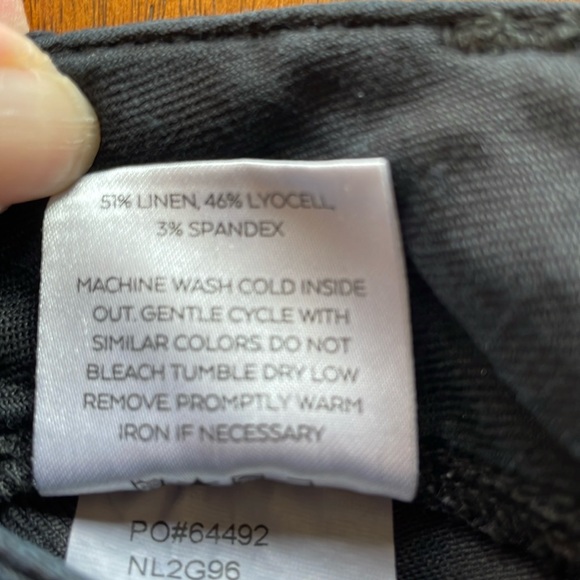 51% LINEN, 46% LYOCELL,
3% SPANDEX
MACHINE WASH COLD INSIDE
OUT. GENTLE CYCLE WITH
SIMILAR COLORS. DO NOT
BLEACH TUMBLE DRY LOW
REMOVE PROMPTLY WARM
IRON IF NECESSARY
PO#64492
NL2G96